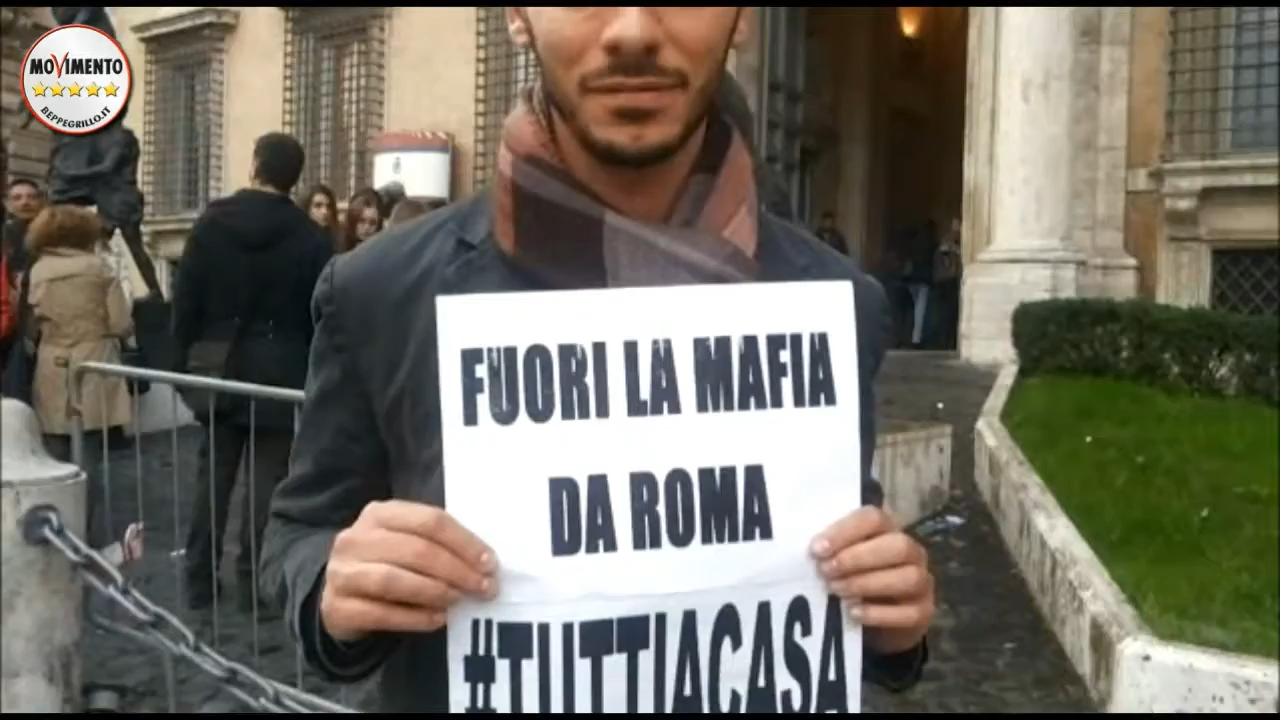 MOVIMENTO
BEPPEGRILLO.IT
FUORI LA MAFIA
DA ROMA
#TUTTIACASA